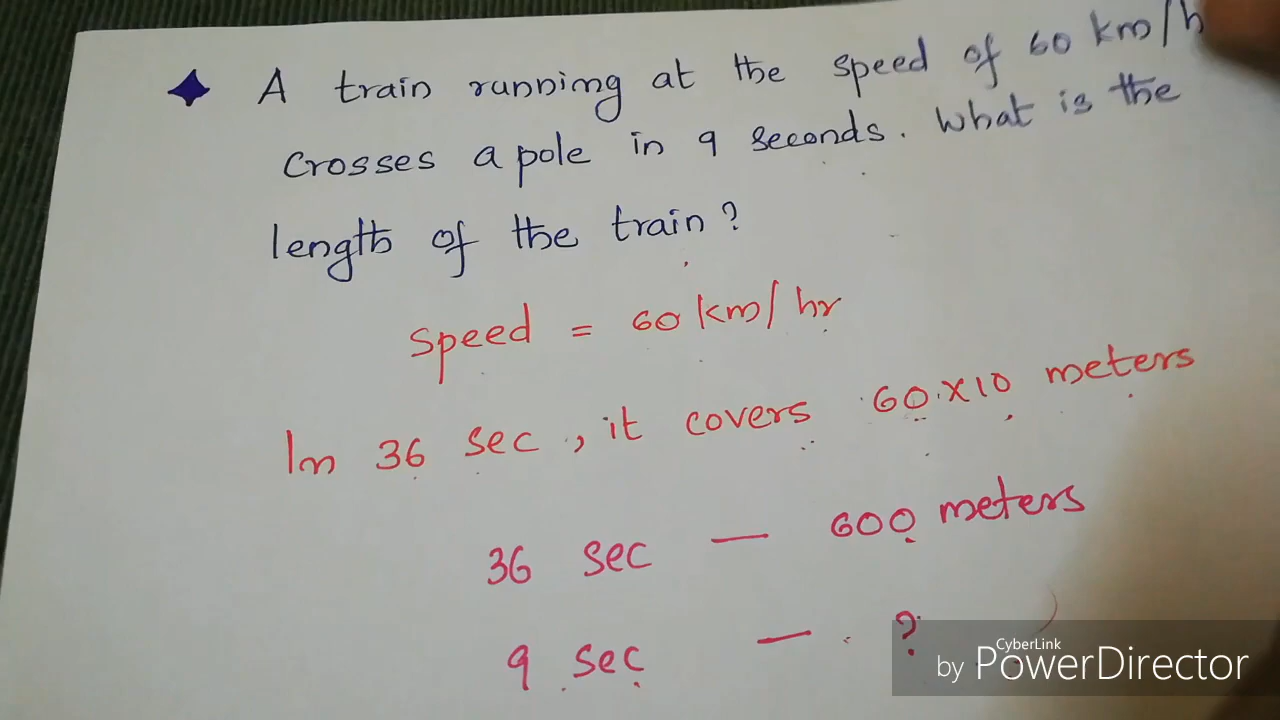 A train running at the speed of 60 km/h
crosses a pole in 9 seconds. What is the
length of the train?
Speed = 60 km/hr
In 36 sec, it covers 60x10 meters
36 sec — 600 meters
9 sec — ?
CyberLink
by PowerDirector